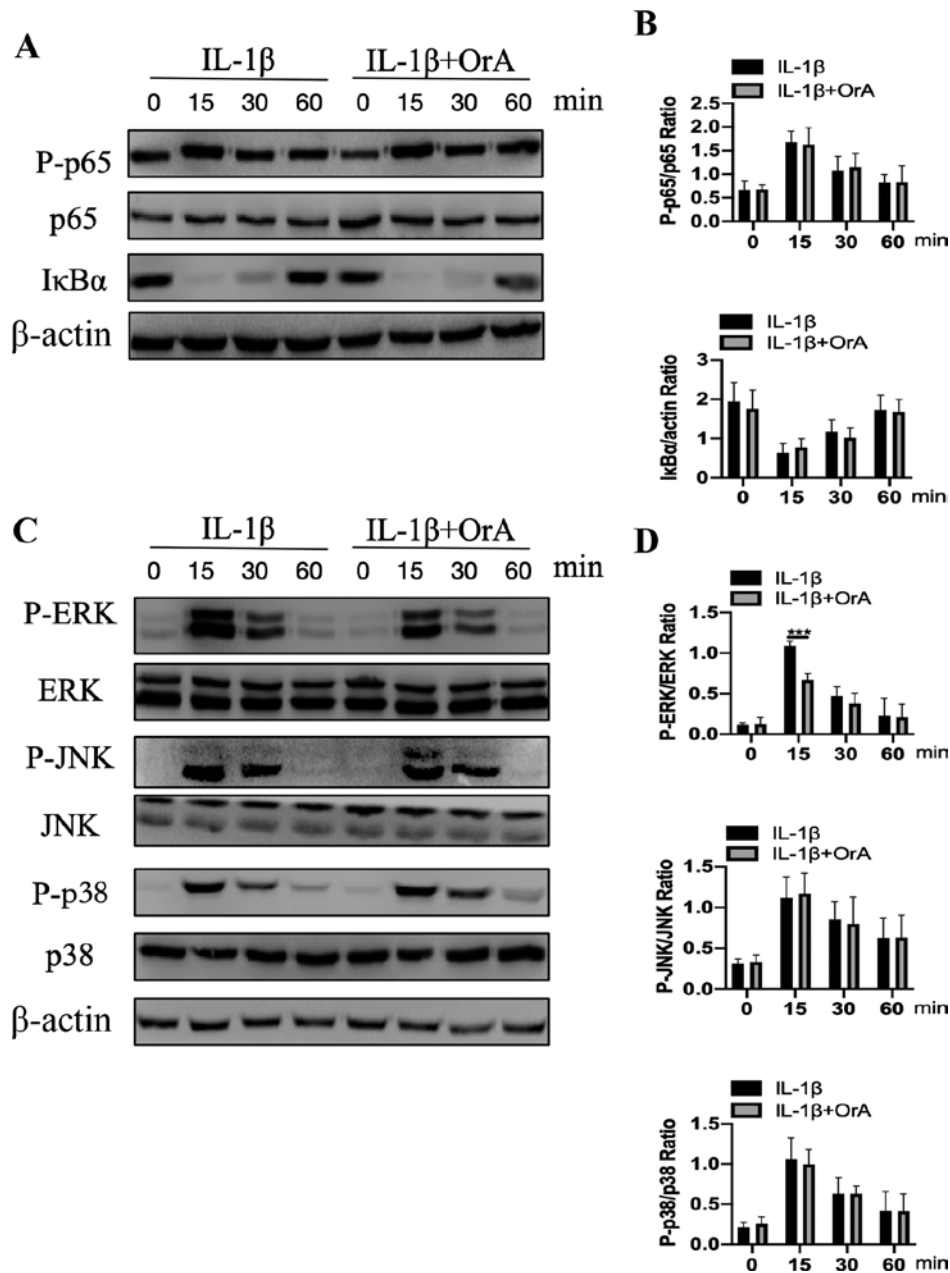 A
IL-1β IL-1β+OrA
0 15 30 60 0 15 30 60 min
P-p65
p65
IκBα
β-actin
B
IL-1β
IL-1β+OrA
P-p65/p65 Ratio
2.5
2.0
1.5
1.0
0.5
0.0
0 15 30 60 min
IL-1β
IL-1β+OrA
IκBα/actin Ratio
3
2
1
0
0 15 30 60 min
C
IL-1β IL-1β+OrA
0 15 30 60 0 15 30 60 min
P-ERK
ERK
P-JNK
JNK
P-p38
p38
β-actin
D
IL-1β
IL-1β+OrA
P-ERK/ERK Ratio
1.5
1.0
0.5
0.0
***
0 15 30 60 min
IL-1β
IL-1β+OrA
P-JNK/JNK Ratio
1.5
1.0
0.5
0.0
0 15 30 60 min
IL-1β
IL-1β+OrA
P-p38/p38 Ratio
1.5
1.0
0.5
0.0
0 15 30 60 min